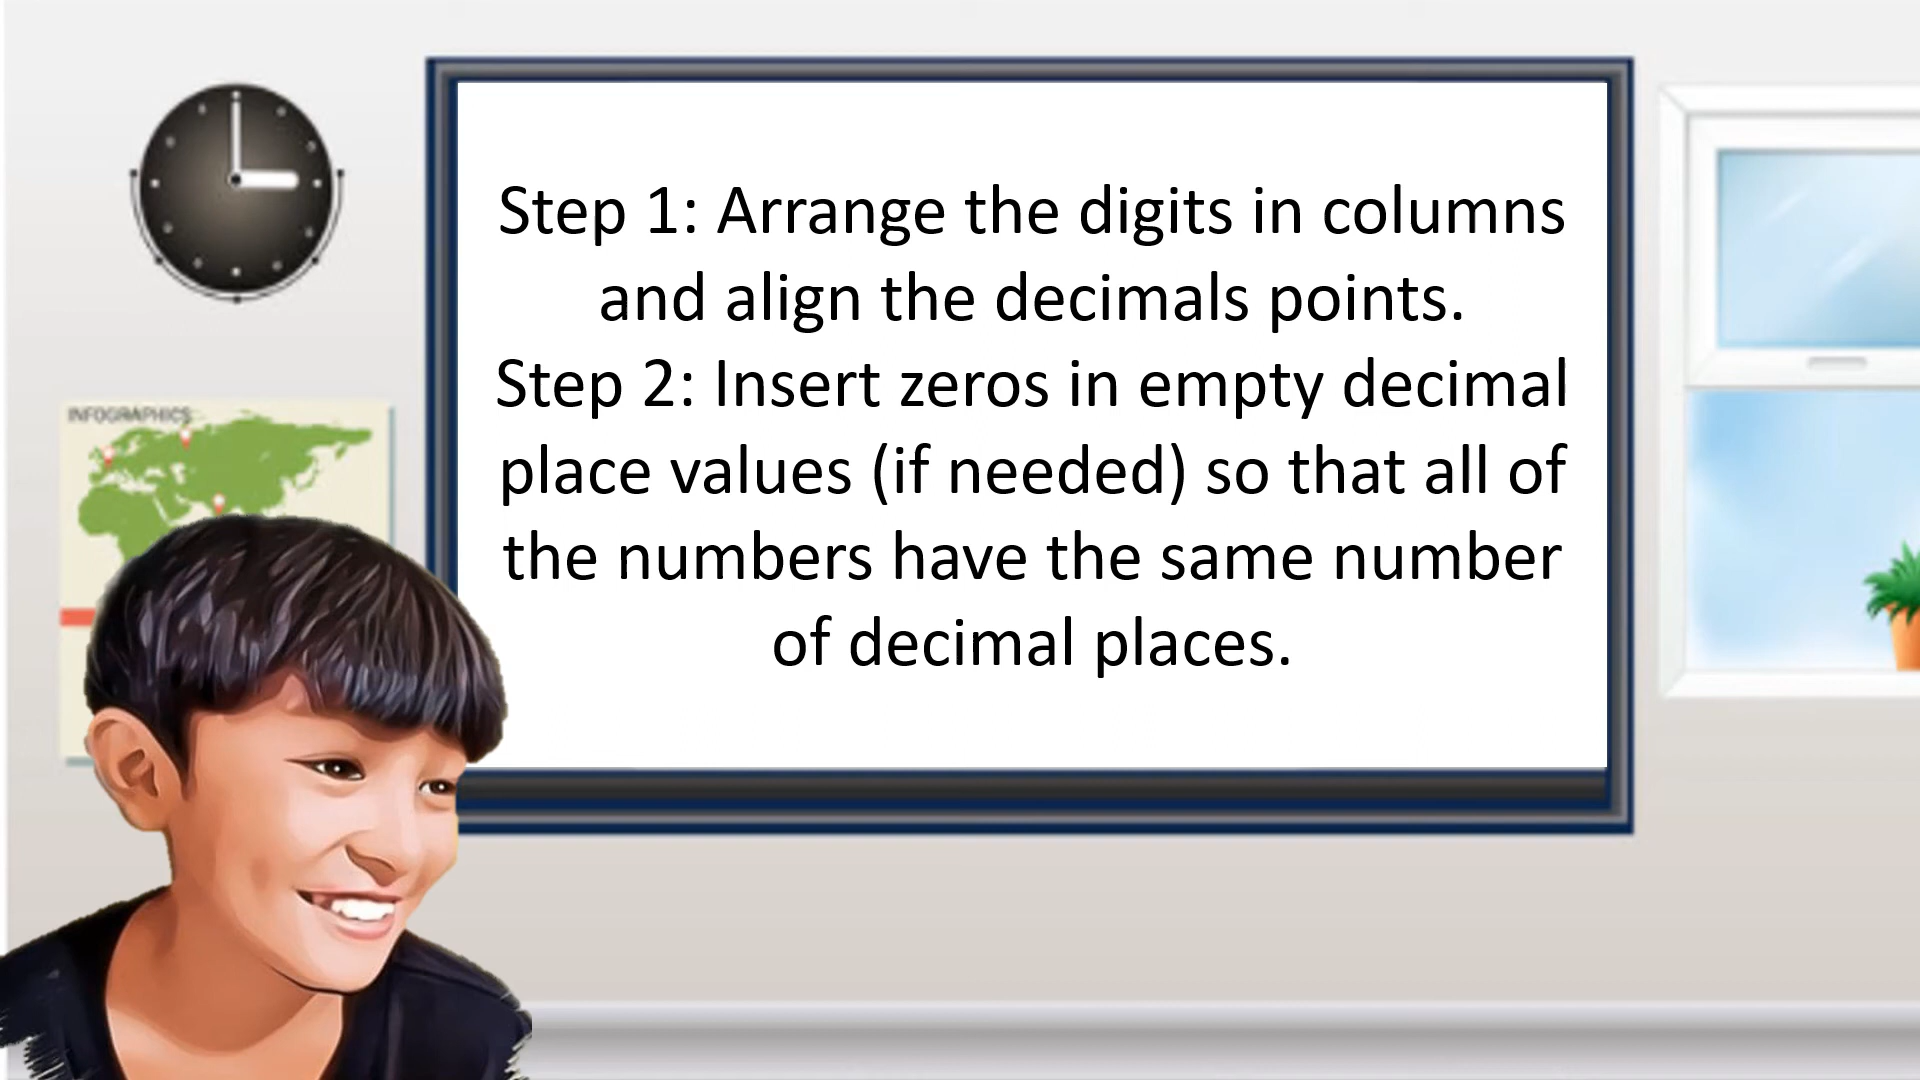 Step 1: Arrange the digits in columns
and align the decimals points.
Step 2: Insert zeros in empty decimal
place values (if needed) so that all of
the numbers have the same number
of decimal places.
INFOGRAPHICS